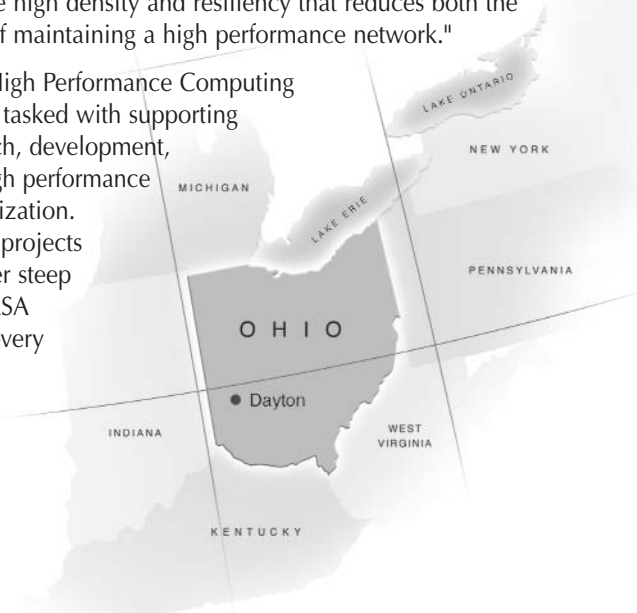 e high density and resiliency that reduces both the
f maintaining a high performance network."
High Performance Computing
tasked with supporting
ch, development,
gh performance
ization.
projects
er steep
RSA
very
LAKE ONTARIO
NEW YORK
MICHIGAN
LAKE ERIE
PENNSYLVANIA
OHIO
Dayton
INDIANA
WEST
VIRGINIA
KENTUCKY